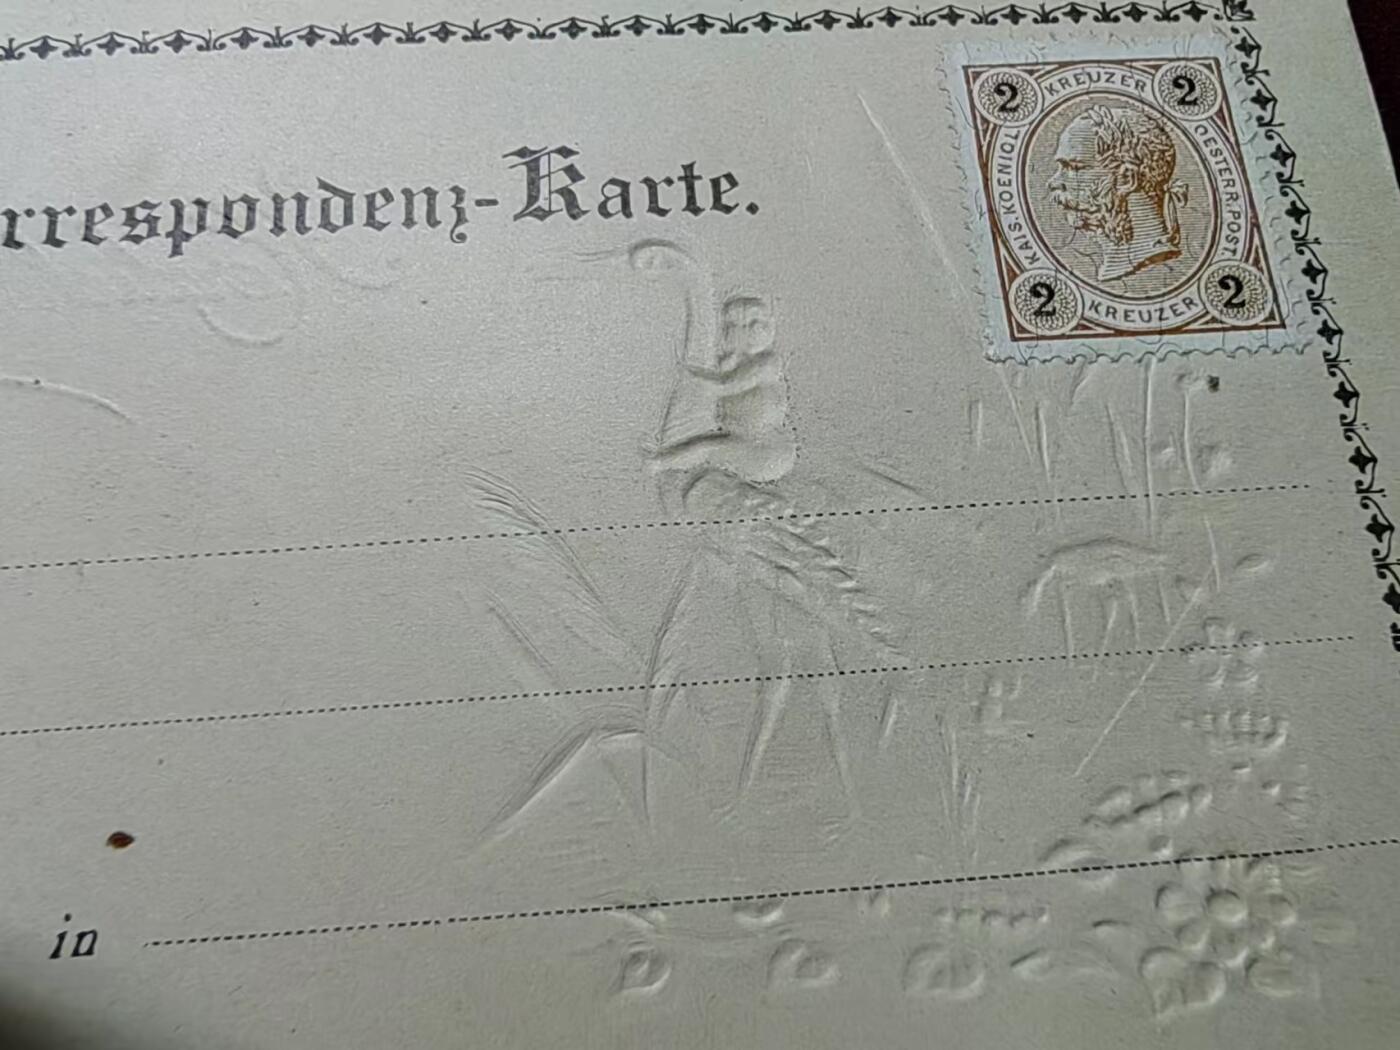 rrespondenz-Karte.
2 KREUZER 2
KAIS. KOENIGL. OESTERR. POST
2 KREUZER 2
in